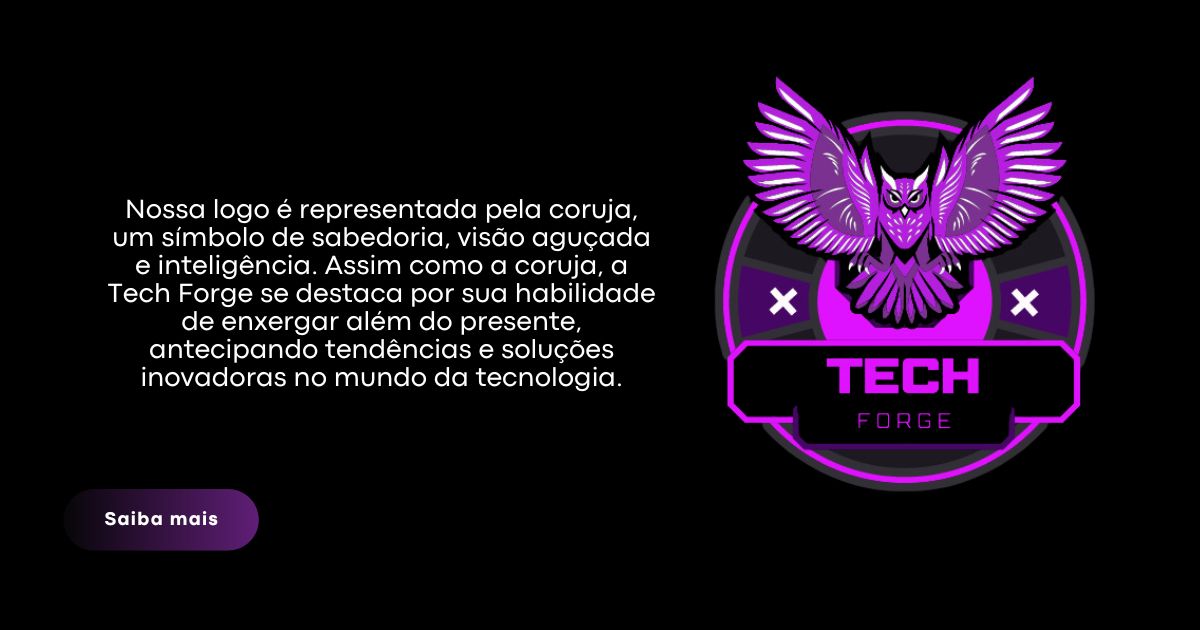 Nossa logo é representada pela coruja,
um símbolo de sabedoria, visão aguçada
e inteligência. Assim como a coruja, a
Tech Forge se destaca por sua habilidade
de enxergar além do presente,
antecipando tendências e soluções
inovadoras no mundo da tecnologia.
Saiba mais
TECH
FORGE